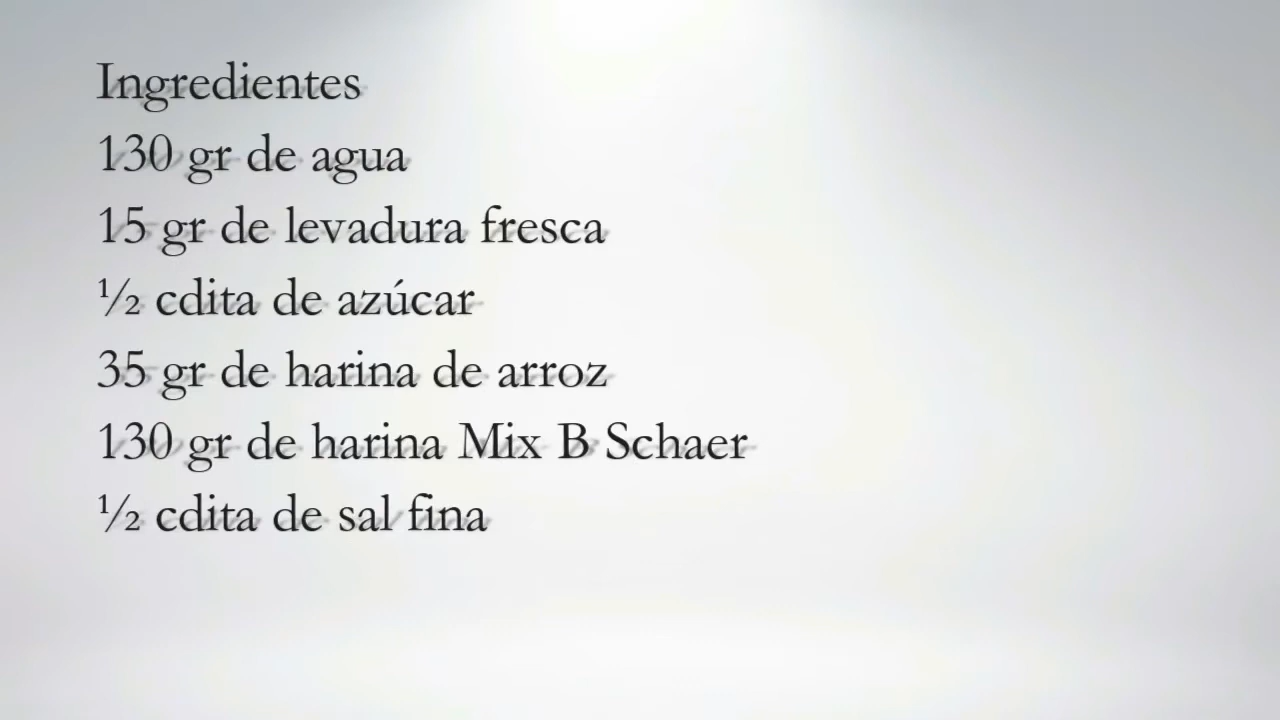 Ingredientes
130 gr de agua
15 gr de levadura fresca
½ cdita de azúcar
35 gr de harina de arroz
130 gr de harina Mix B Schaer
½ cdita de sal fina